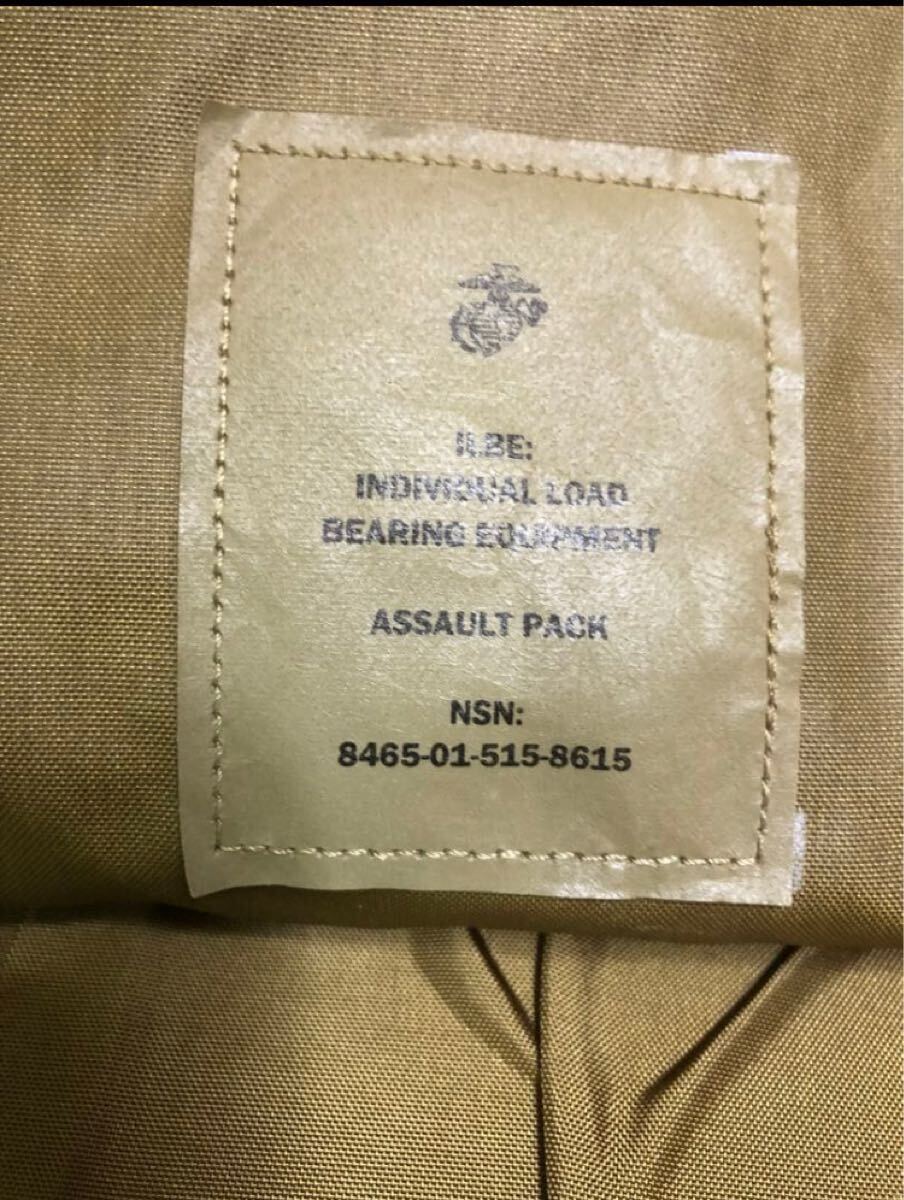 ILBE:
INDIVIDUAL LOAD
BEARING EQUIPMENT
ASSAULT PACK
NSN:
8465-01-515-8615